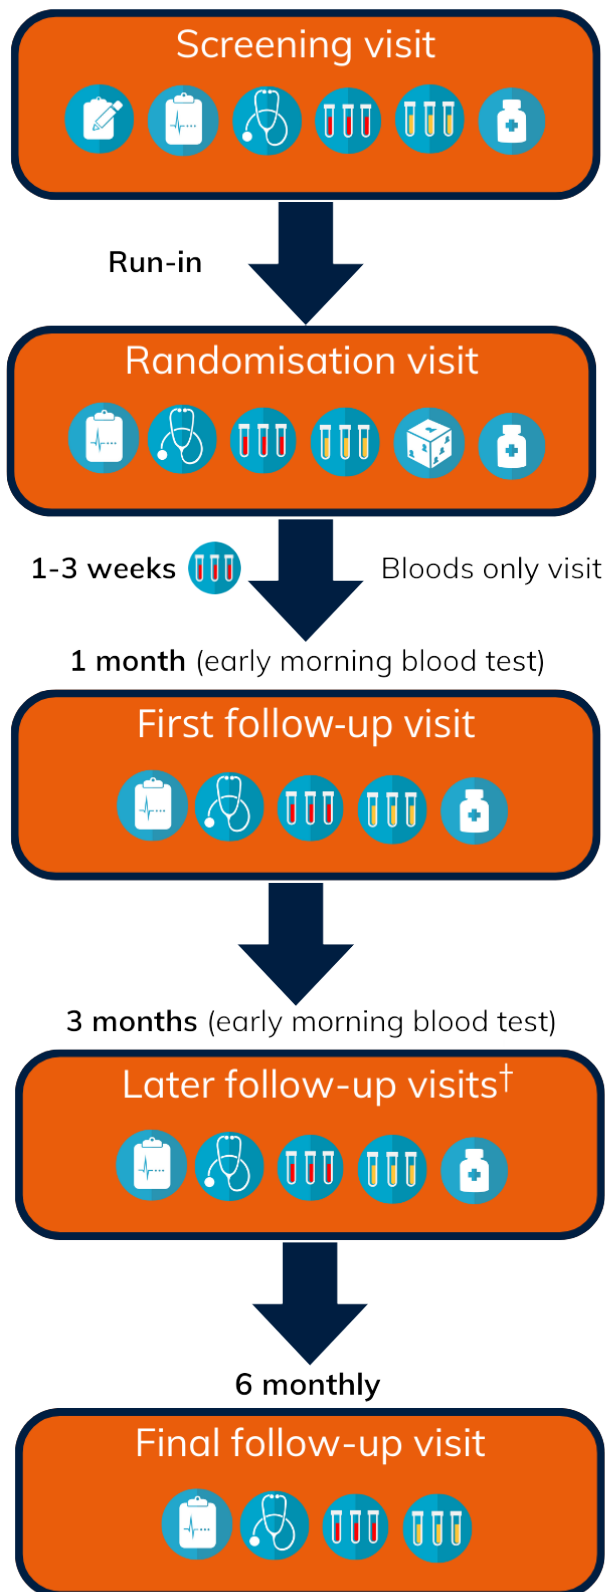 Screening visit
Run-in
Randomisation visit
1-3 weeks Bloods only visit
1 month (early morning blood test)
First follow-up visit
3 months (early morning blood test)
Later follow-up visits†
6 monthly
Final follow-up visit